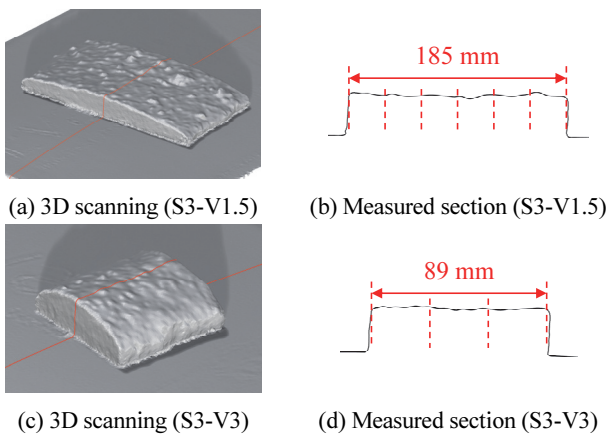 185 mm
(a) 3D scanning (S3-V1.5)
(b) Measured section (S3-V1.5)
89 mm
(c) 3D scanning (S3-V3)
(d) Measured section (S3-V3)